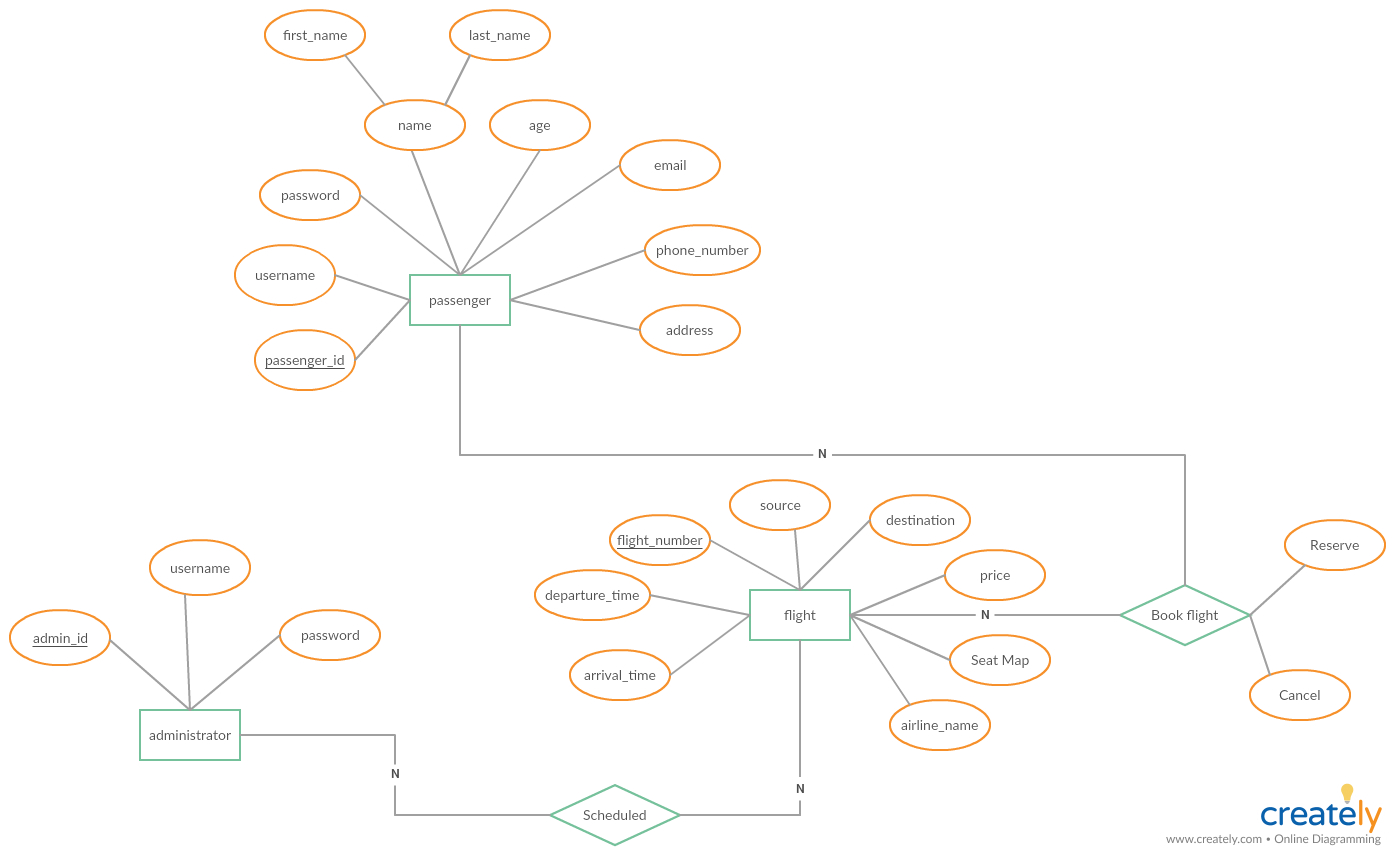 first_name
last_name
name
age
email
password
phone_number
username
passenger
address
passenger_id
N
source
destination
flight_number
Reserve
username
price
departure_time
flight
N
Book flight
admin_id
password
Seat Map
arrival_time
Cancel
airline_name
administrator
N
N
Scheduled
creately
www.creately.com • Online Diagramming